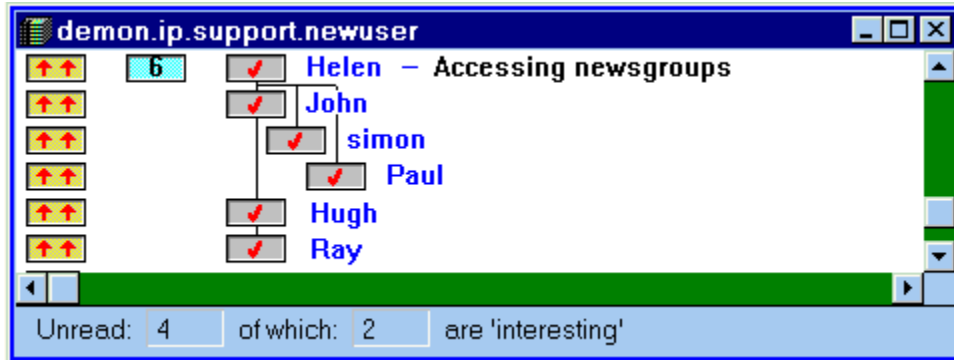 demon.ip.support.newuser
6 Helen – Accessing newsgroups
John
simon
Paul
Hugh
Ray
Unread: 4 of which: 2 are 'interesting'